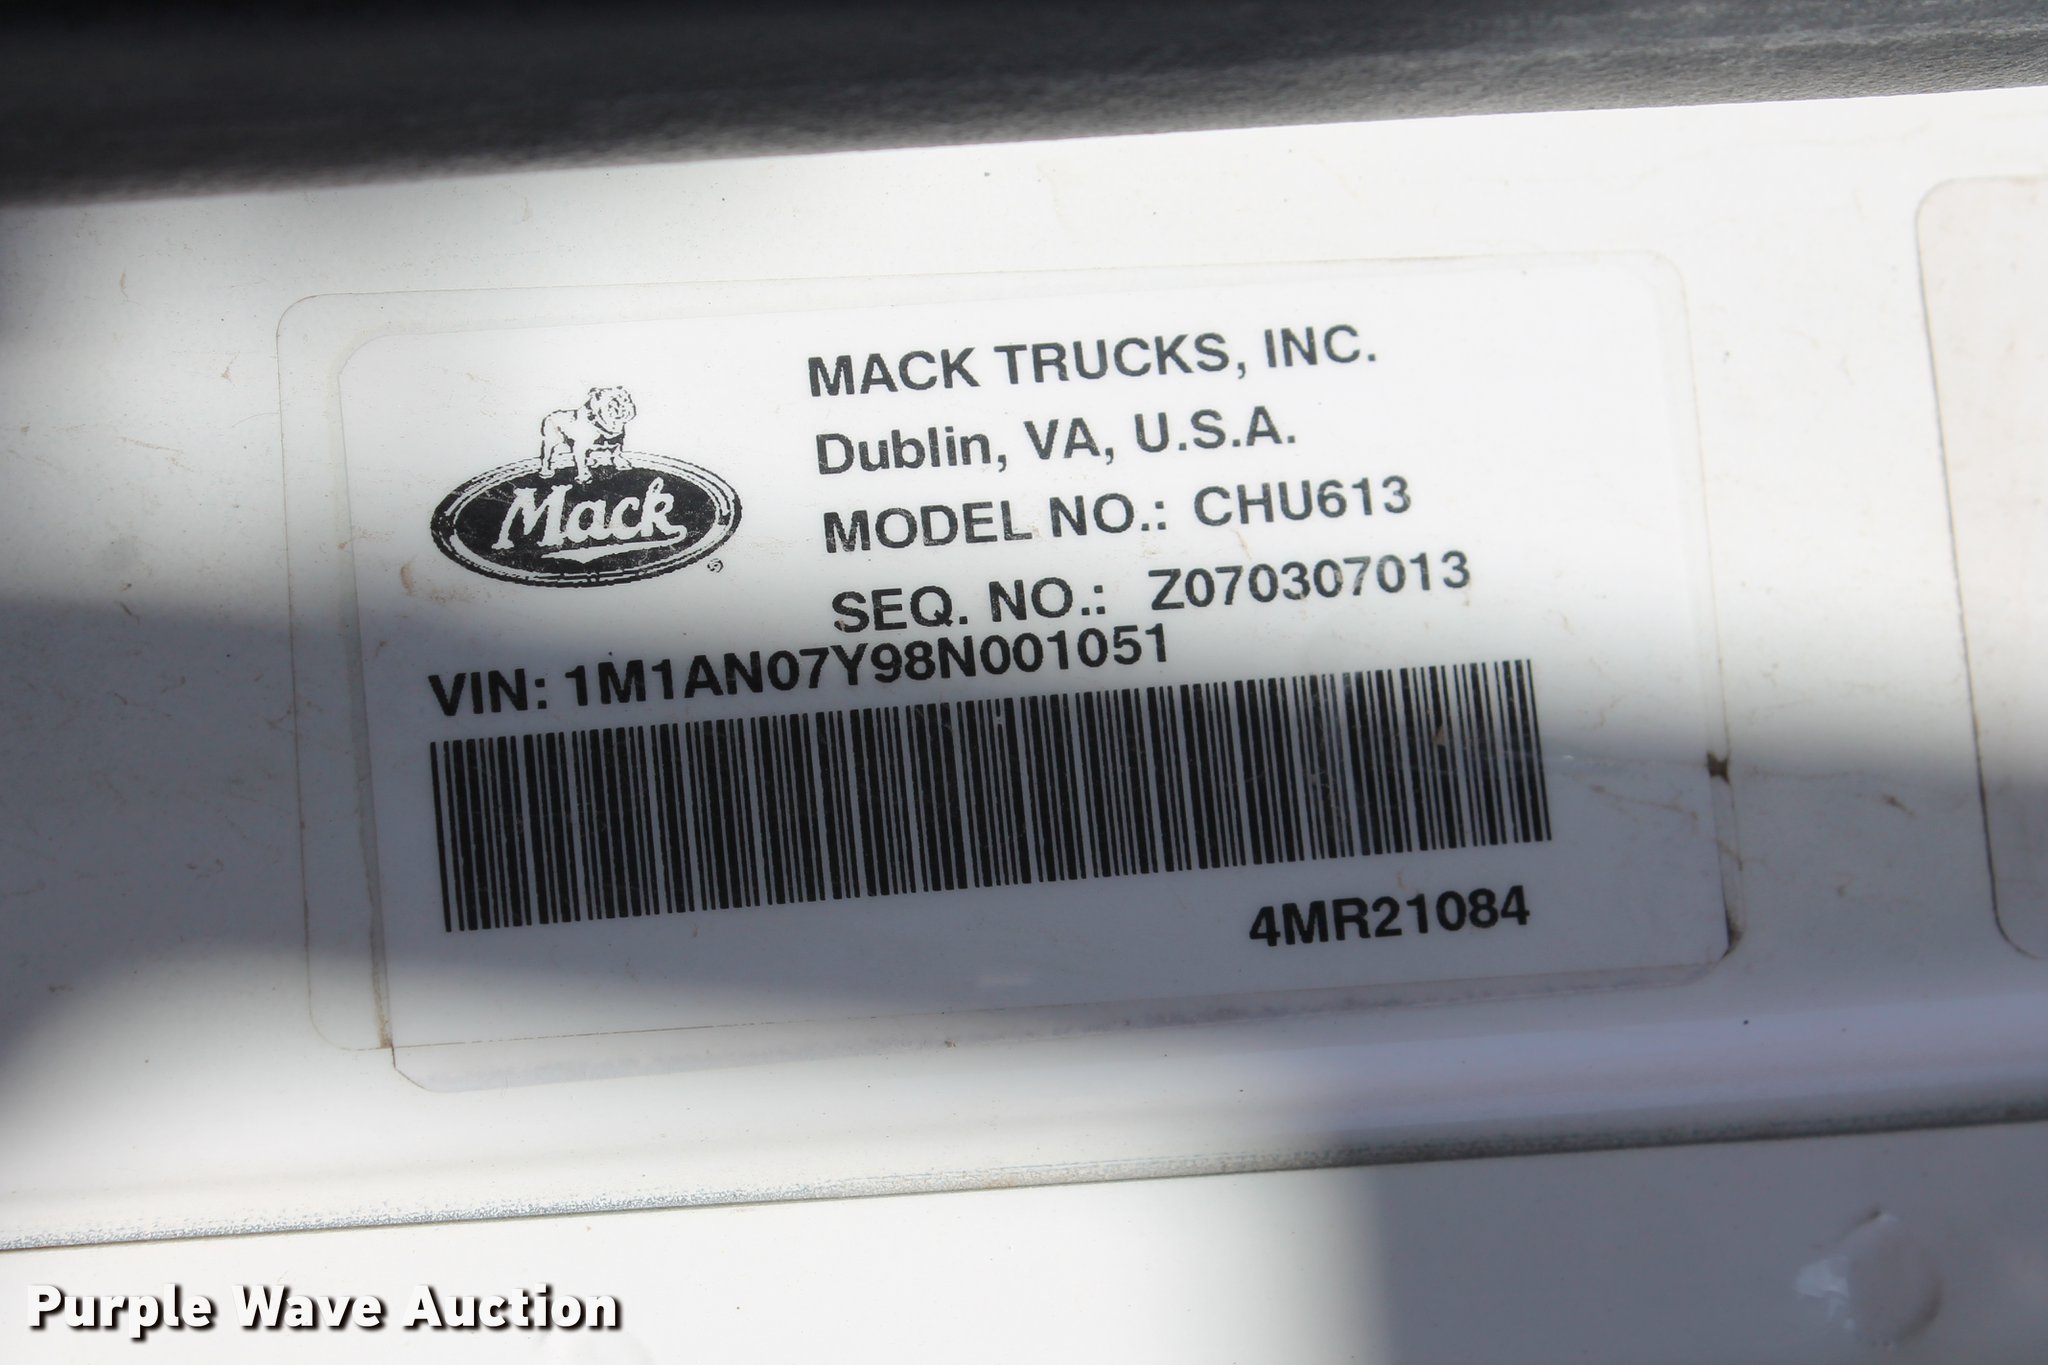 MACK TRUCKS, INC.
Dublin, VA, U.S.A.
Mack
®
MODEL NO.: CHU613
SEQ. NO.: Z070307013
VIN: 1M1AN07Y98N001051
4MR21084
Purple Wave Auction